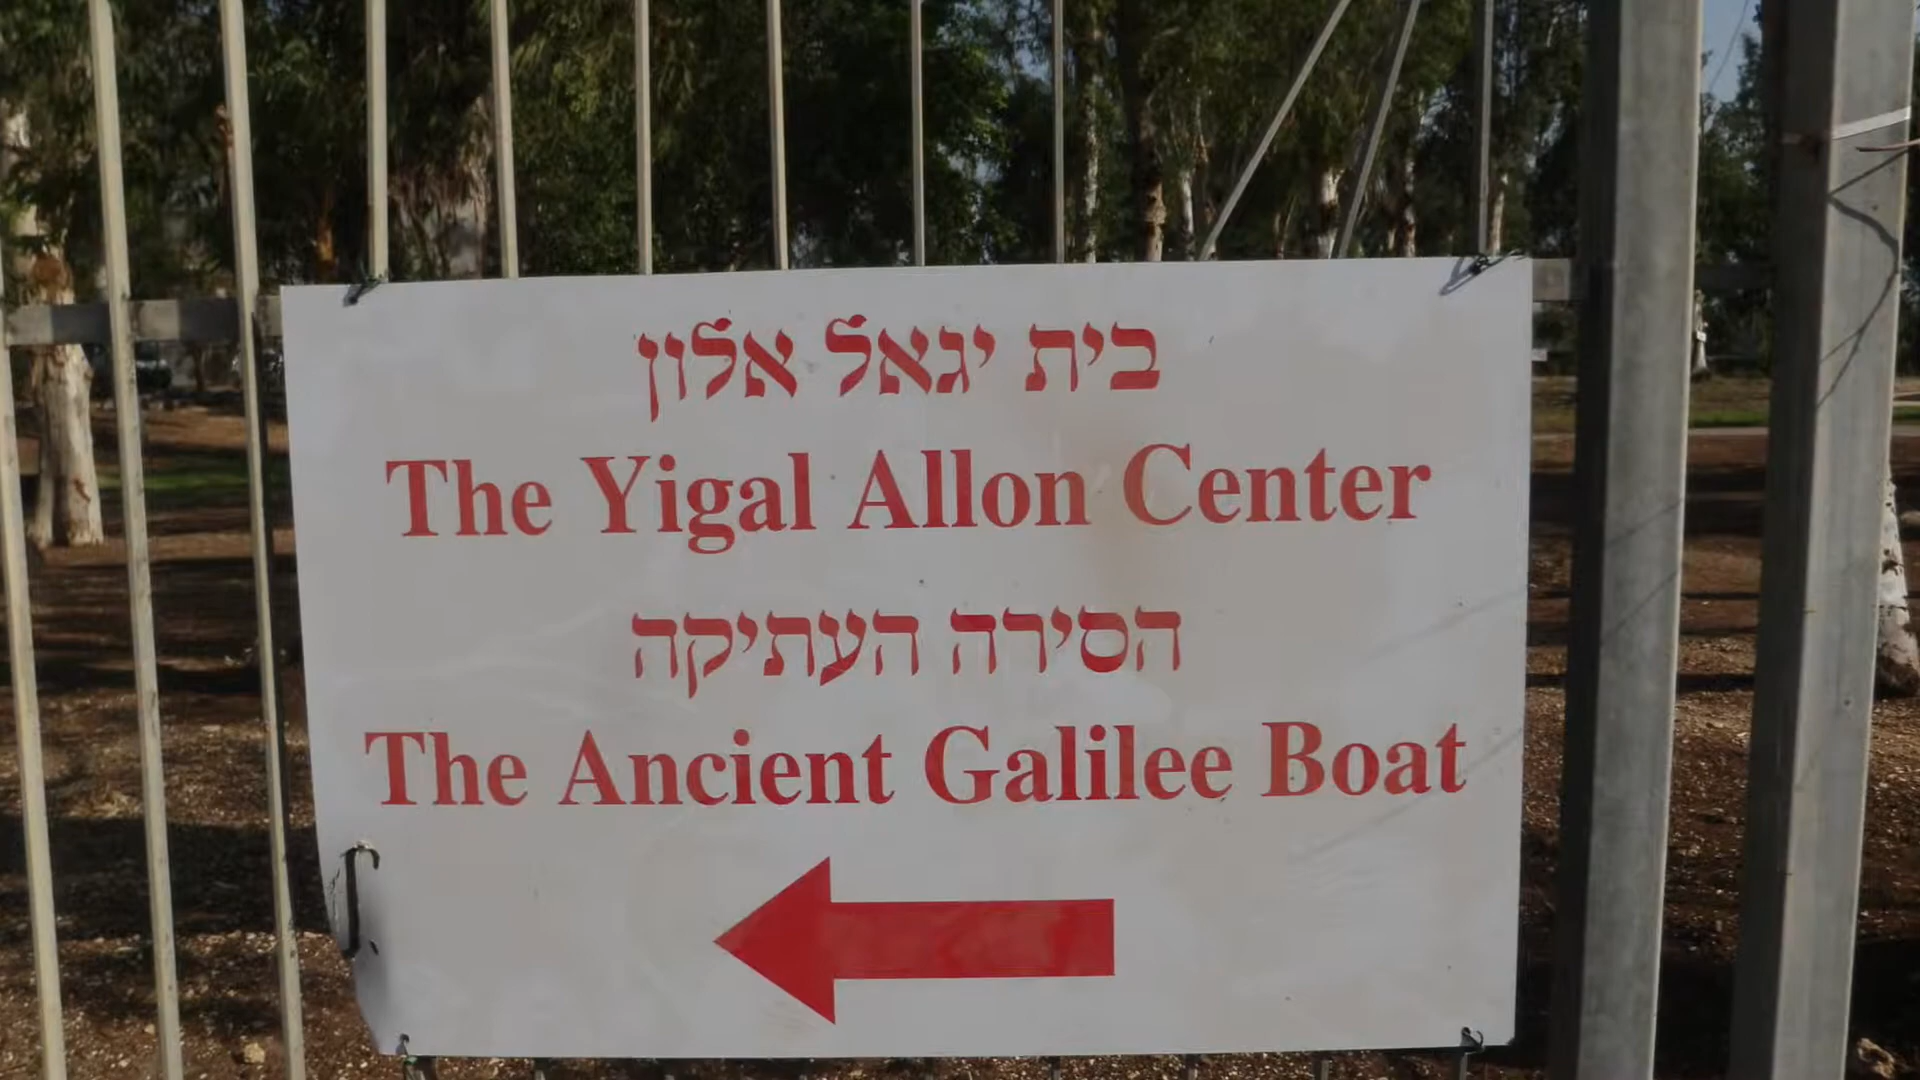 בית יגאל אלון
The Yigal Allon Center
הסירה העתיקה
The Ancient Galilee Boat